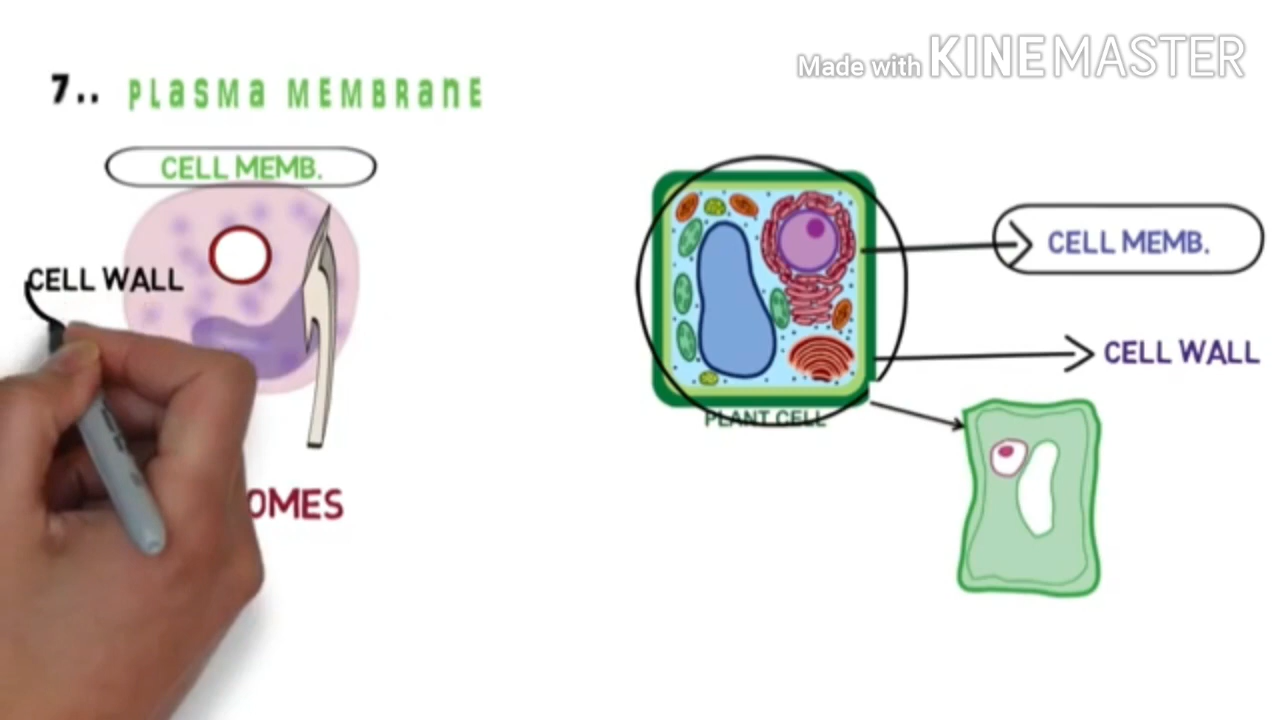 Made with KINEMASTER
7.. PLasMa MEMBRanE
CELL MEMB.
CELL WALL
OMES
CELL MEMB.
CELL WALL
PLANT CELL